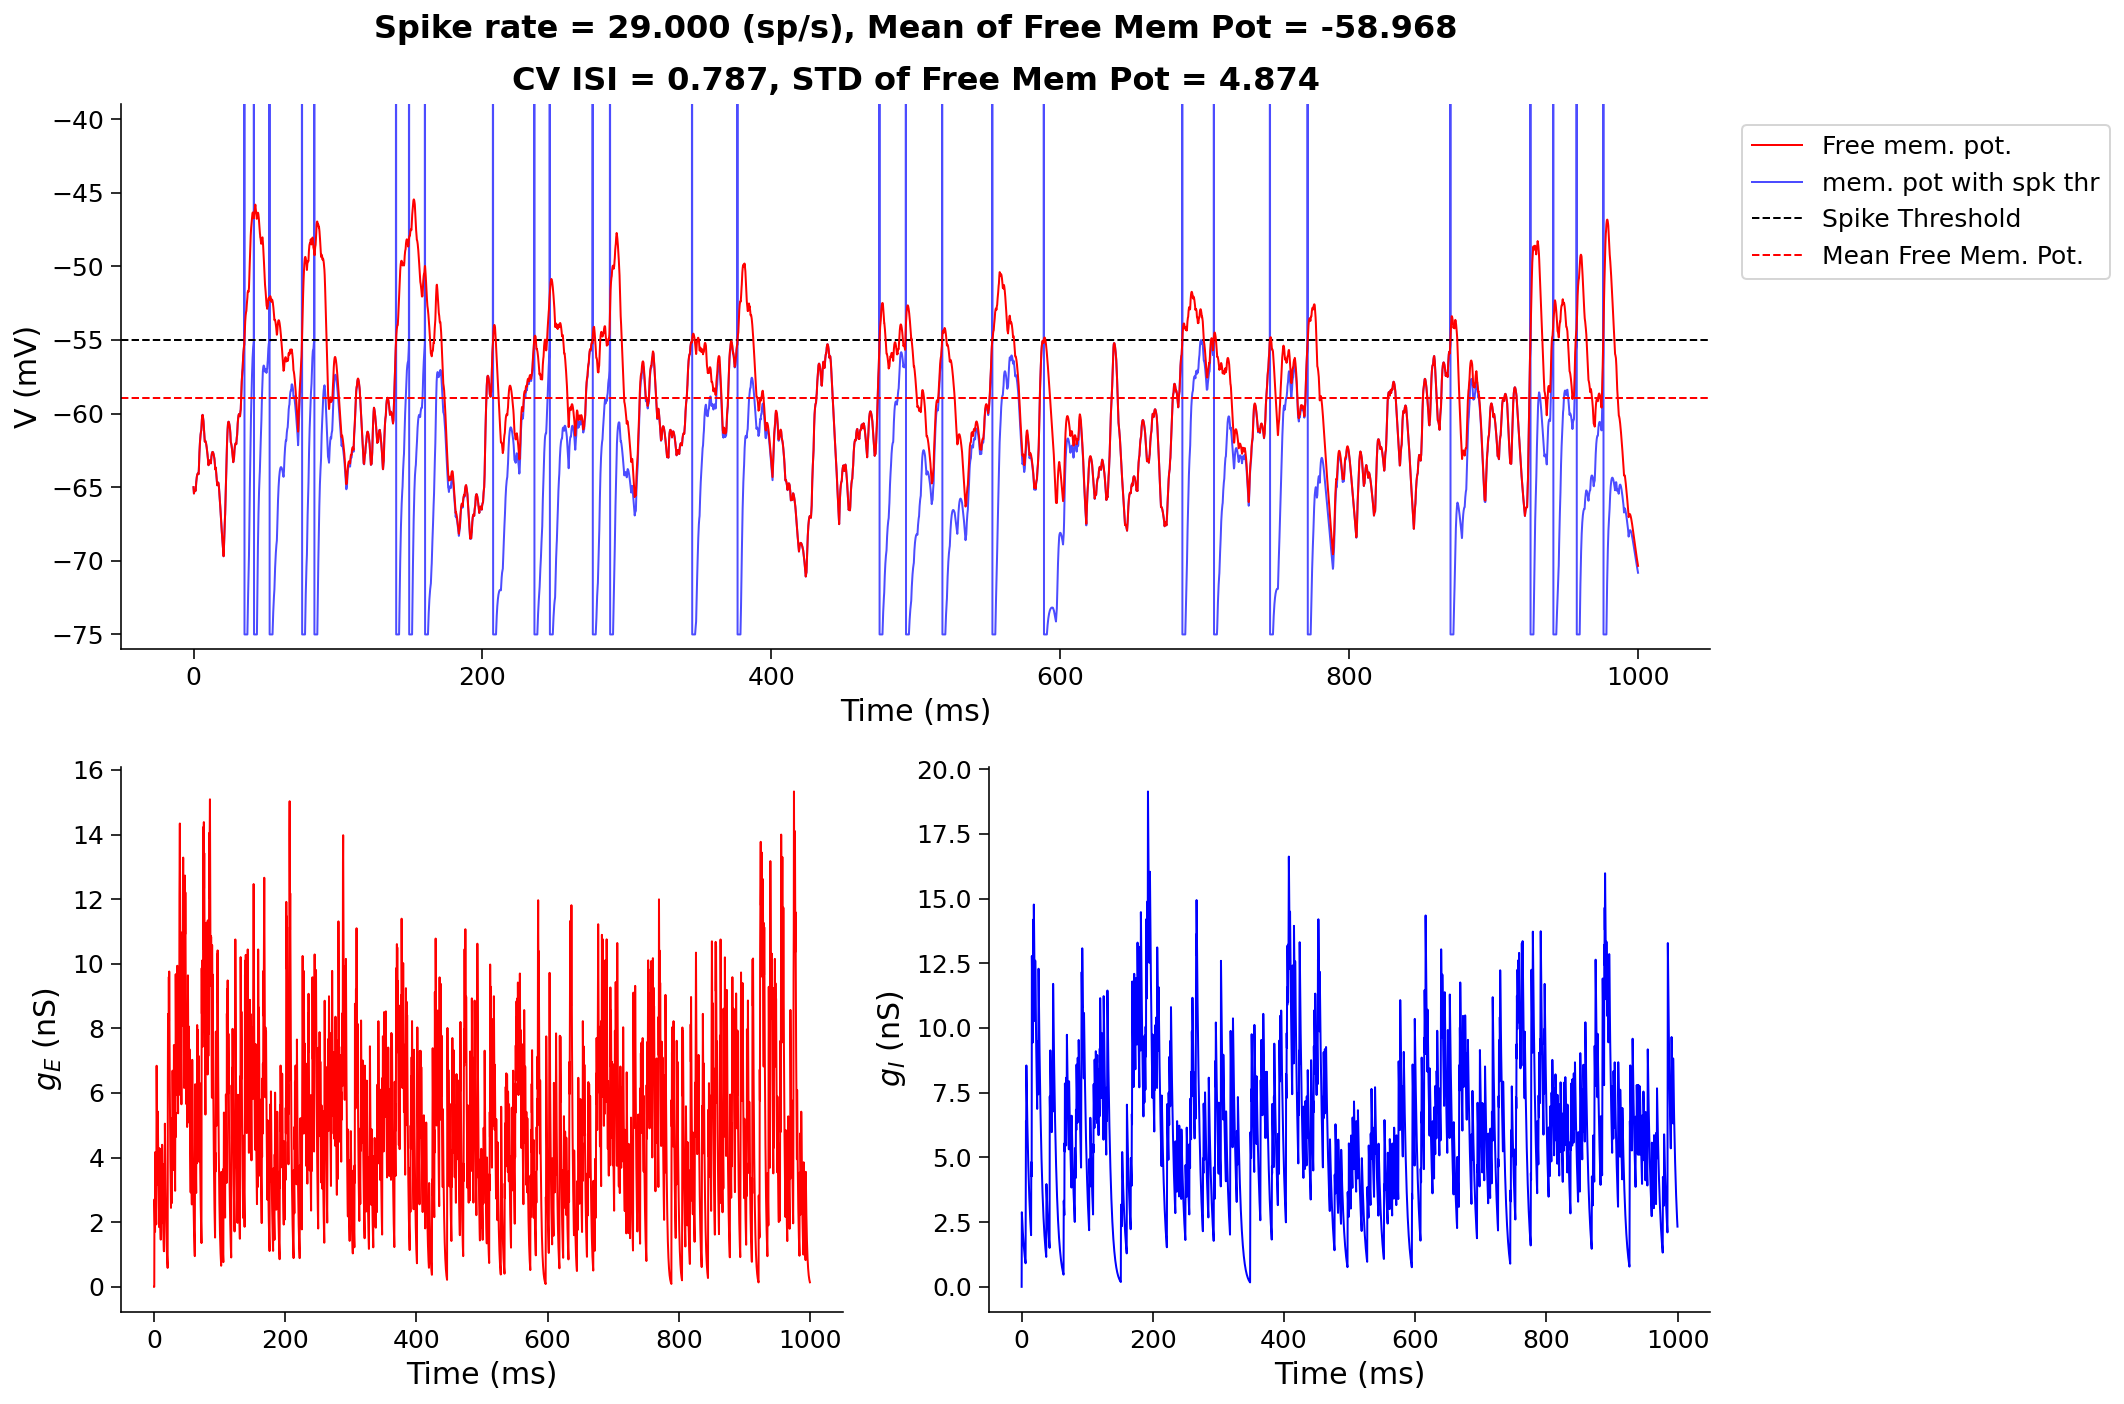 Spike rate = 29.000 (sp/s), Mean of Free Mem Pot = -58.968
CV ISI = 0.787, STD of Free Mem Pot = 4.874
−40
−45
−50
−55
−60
−65
−70
−75
V (mV)
0 200 400 600 800 1000
Time (ms)
Free mem. pot.
mem. pot with spk thr
Spike Threshold
Mean Free Mem. Pot.
16
14
12
10
8
6
4
2
0
g_E (nS)
0 200 400 600 800 1000
Time (ms)
20.0
17.5
15.0
12.5
10.0
7.5
5.0
2.5
0.0
g_I (nS)
0 200 400 600 800 1000
Time (ms)